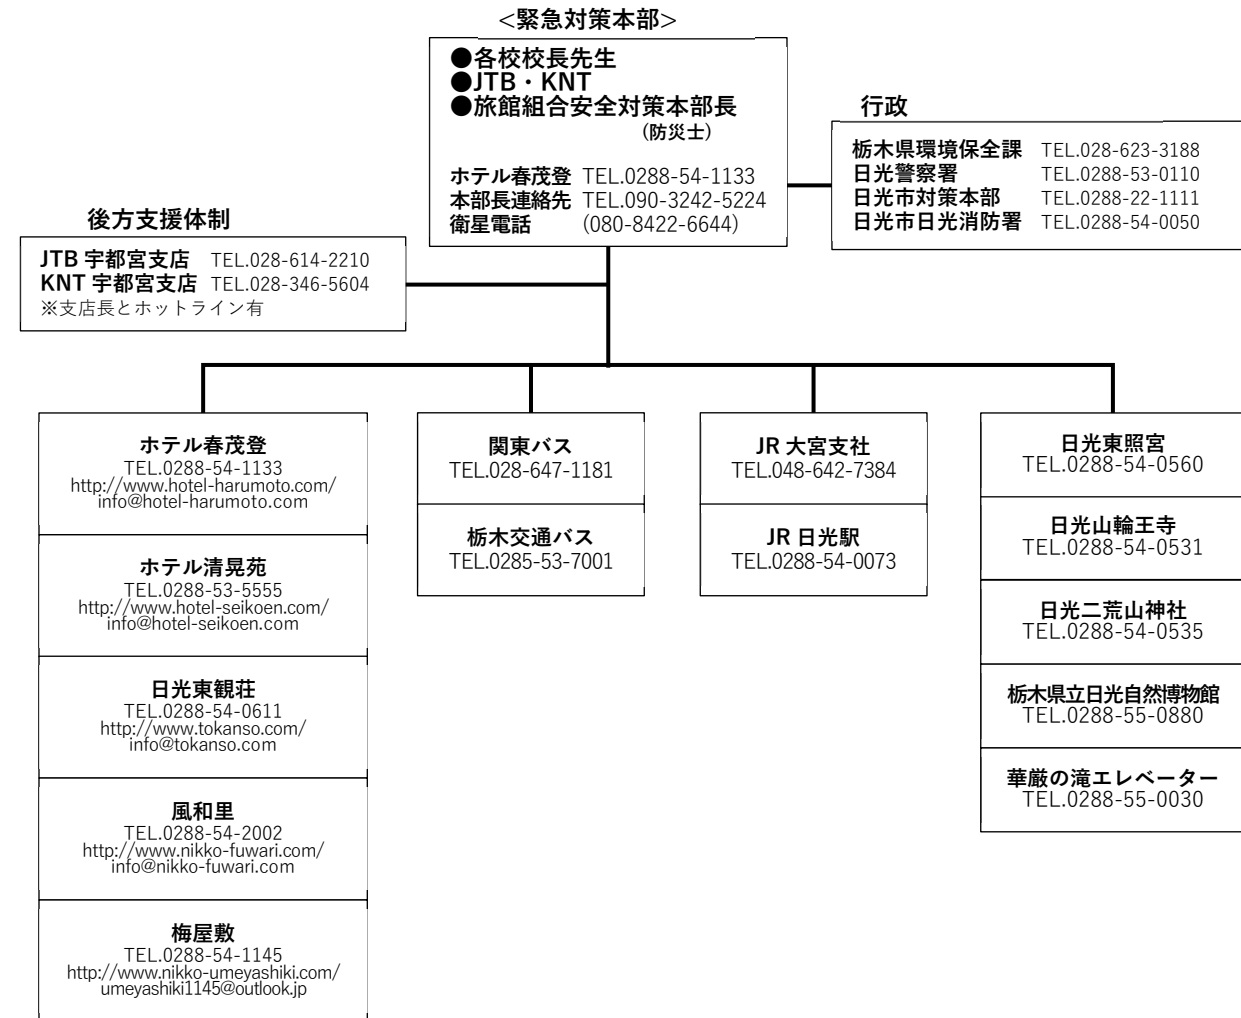 <緊急対策本部>
●各校校長先生
●JTB・KNT
●旅館組合安全対策本部長
(防災士)
ホテル春茂登 TEL.0288-54-1133
本部長連絡先 TEL.090-3242-5224
衛星電話 (080-8422-6644)
行政
栃木県環境保全課 TEL.028-623-3188
日光警察署 TEL.0288-53-0110
日光市対策本部 TEL.0288-22-1111
日光市日光消防署 TEL.0288-54-0050
後方支援体制
JTB 宇都宮支店 TEL.028-614-2210
KNT 宇都宮支店 TEL.028-346-5604
※支店長とホットライン有
ホテル春茂登
TEL.0288-54-1133
http://www.hotel-harumoto.com/
info@hotel-harumoto.com
ホテル清晃苑
TEL.0288-53-5555
http://www.hotel-seikoen.com/
info@hotel-seikoen.com
日光東観荘
TEL.0288-54-0611
http://www.tokanso.com/
info@tokanso.com
風和里
TEL.0288-54-2002
http://www.nikko-fuwari.com/
info@nikko-fuwari.com
梅屋敷
TEL.0288-54-1145
http://www.nikko-umeyashiki.com/
umeyashiki1145@outlook.jp
関東バス
TEL.028-647-1181
栃木交通バス
TEL.0285-53-7001
JR 大宮支社
TEL.048-642-7384
JR 日光駅
TEL.0288-54-0073
日光東照宮
TEL.0288-54-0560
日光山輪王寺
TEL.0288-54-0531
日光二荒山神社
TEL.0288-54-0535
栃木県立日光自然博物館
TEL.0288-55-0880
華厳の滝エレベーター
TEL.0288-55-0030